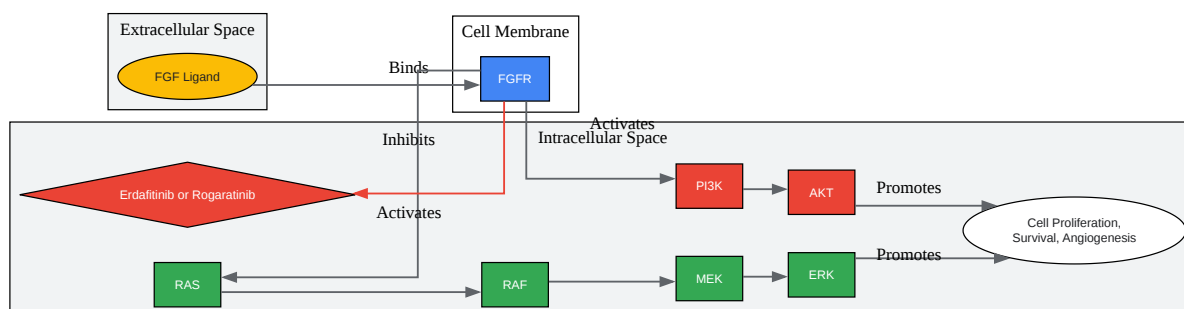 Extracellular Space
FGF Ligand
Binds
Cell Membrane
FGFR
Activates
Intracellular Space
Inhibits
Erdafitinib or Rogaratinib
Activates
PI3K
AKT
Promotes
Cell Proliferation,
Survival, Angiogenesis
RAS
RAF
MEK
ERK
Promotes